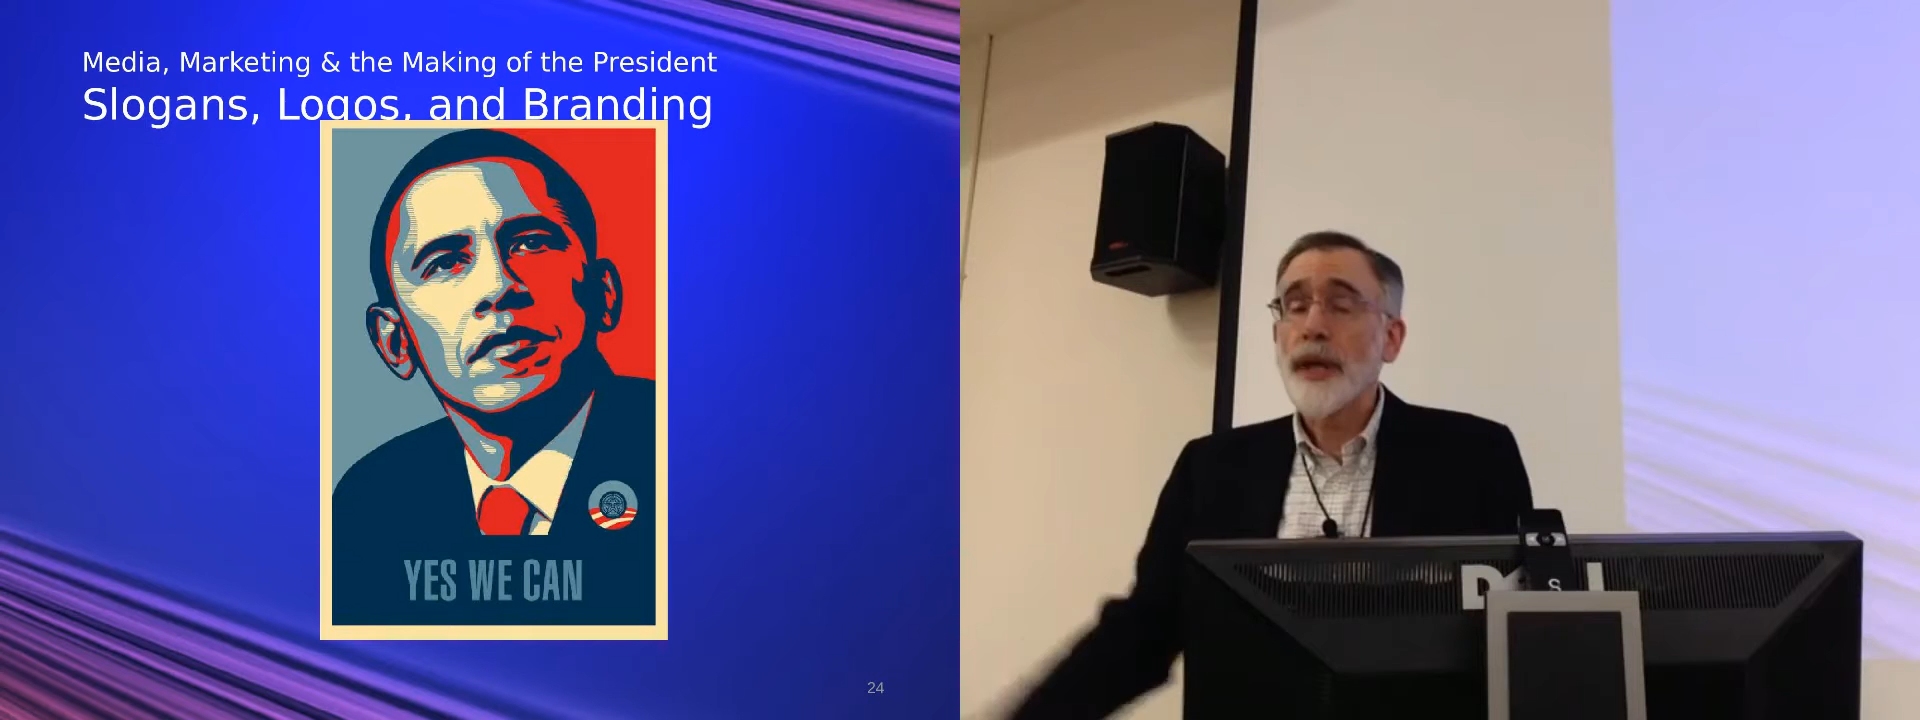 Media, Marketing & the Making of the President
Slogans, Logos, and Branding
YES WE CAN
24